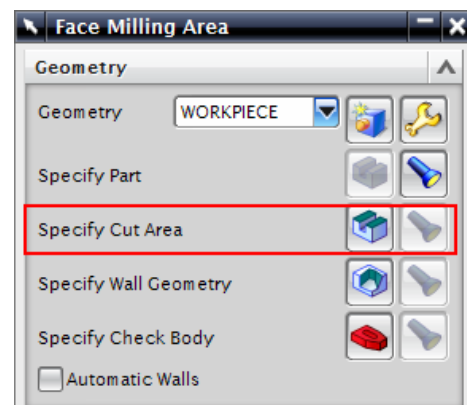 Face Milling Area
Geometry
Geometry WORKPIECE
Specify Part
Specify Cut Area
Specify Wall Geometry
Specify Check Body
Automatic Walls